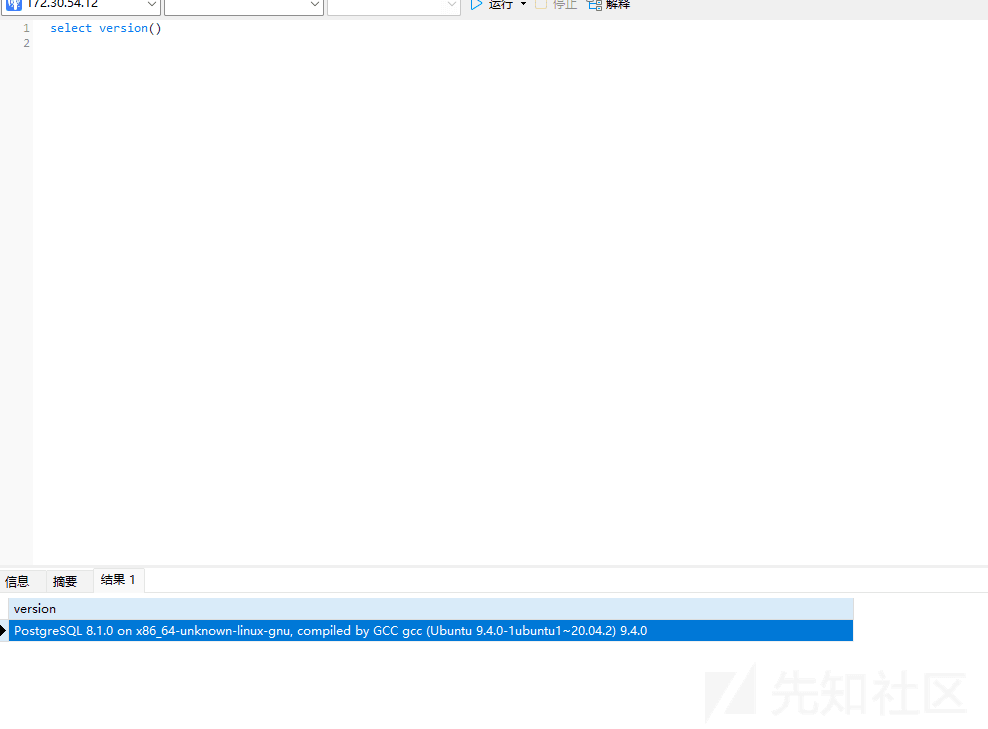 172.30.54.12 运行 停止 解释
1 select version()
2
信息 摘要 结果 1
version
PostgreSQL 8.1.0 on x86_64-unknown-linux-gnu, compiled by GCC gcc (Ubuntu 9.4.0-1ubuntu1~20.04.2) 9.4.0
先知社区